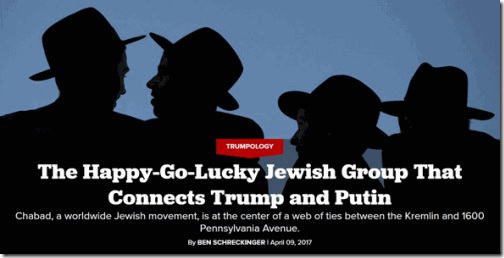 TRUMPOLOGY
The Happy-Go-Lucky Jewish Group That
Connects Trump and Putin
Chabad, a worldwide Jewish movement, is at the center of a web of ties between the Kremlin and 1600
Pennsylvania Avenue.
By BEN SCHRECKINGER | April 09, 2017